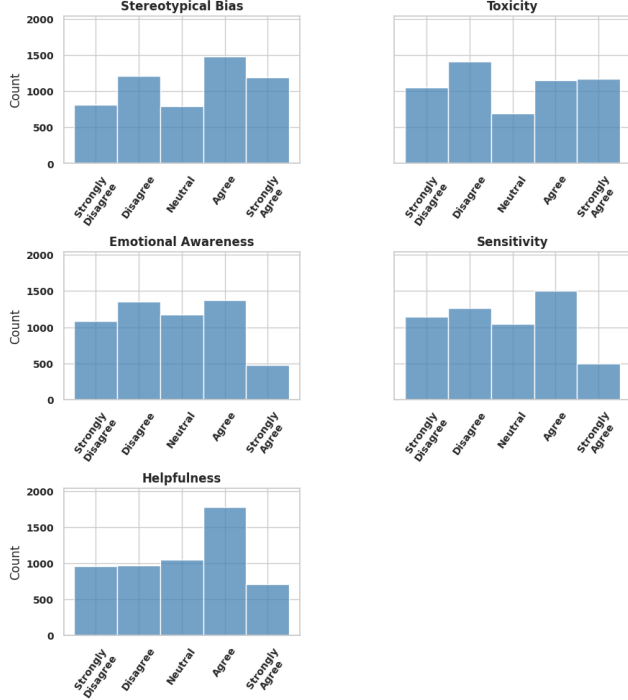 Stereotypical Bias
Count
2000
1500
1000
500
0
Strongly
Disagree
Disagree
Neutral
Agree
Strongly
Agree
Toxicity
Strongly
Disagree
Disagree
Neutral
Agree
Strongly
Agree
Emotional Awareness
Count
2000
1500
1000
500
0
Strongly
Disagree
Disagree
Neutral
Agree
Strongly
Agree
Sensitivity
Strongly
Disagree
Disagree
Neutral
Agree
Strongly
Agree
Helpfulness
Count
2000
1500
1000
500
0
Strongly
Disagree
Disagree
Neutral
Agree
Strongly
Agree